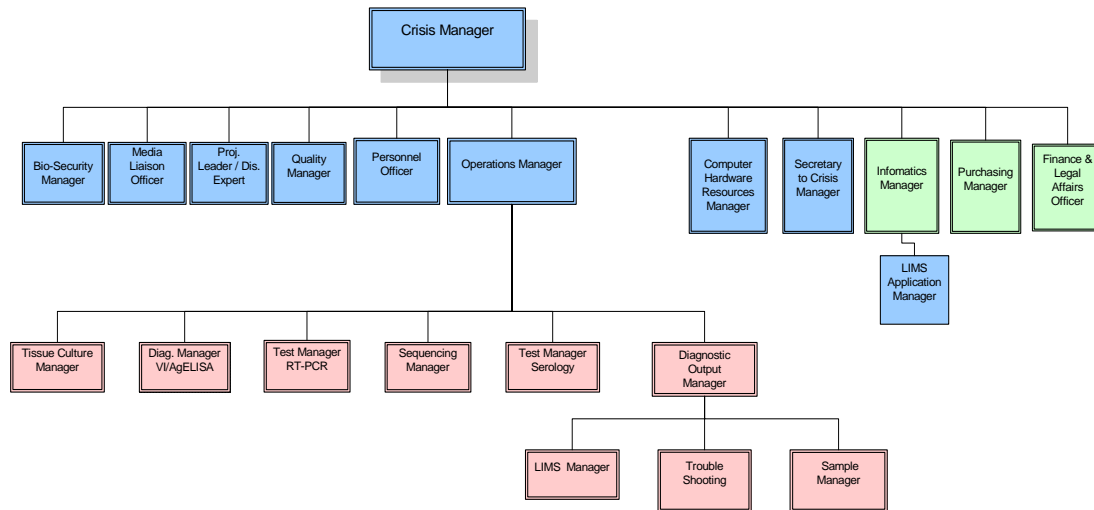 Crisis Manager
Bio-Security
Manager
Media
Liaison
Officer
Proj.
Leader / Dis.
Expert
Quality
Manager
Personnel
Officer
Operations Manager
Computer
Hardware
Resources
Manager
Secretary
to Crisis
Manager
Infomatics
Manager
Purchasing
Manager
Finance &
Legal
Affairs
Officer
LIMS
Application
Manager
Tissue Culture
Manager
Diag. Manager
VI/AgELISA
Test Manager
RT-PCR
Sequencing
Manager
Test Manager
Serology
Diagnostic
Output
Manager
LIMS Manager
Trouble
Shooting
Sample
Manager